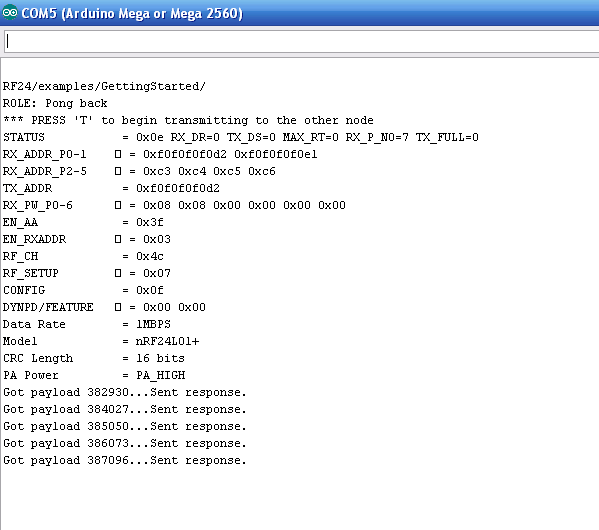 COM5 (Arduino Mega or Mega 2560)
RF24/examples/GettingStarted/
ROLE: Pong back
*** PRESS 'T' to begin transmitting to the other node
STATUS = 0x0e RX_DR=0 TX_DS=0 MAX_RT=0 RX_P_NO=7 TX_FULL=0
RX_ADDR_P0-1 = 0xf0f0f0f0d2 0xf0f0f0f0e1
RX_ADDR_P2-5 = 0xc3 0xc4 0xc5 0xc6
TX_ADDR = 0xf0f0f0f0d2
RX_PW_P0-6 = 0x08 0x08 0x00 0x00 0x00 0x00
EN_AA = 0x3f
EN_RXADDR = 0x03
RF_CH = 0x4c
RF_SETUP = 0x07
CONFIG = 0x0f
DYNPD/FEATURE = 0x00 0x00
Data Rate = 1MBPS
Model = nRF24L01+
CRC Length = 16 bits
PA Power = PA_HIGH
Got payload 382930...Sent response.
Got payload 384027...Sent response.
Got payload 385050...Sent response.
Got payload 386073...Sent response.
Got payload 387096...Sent response.